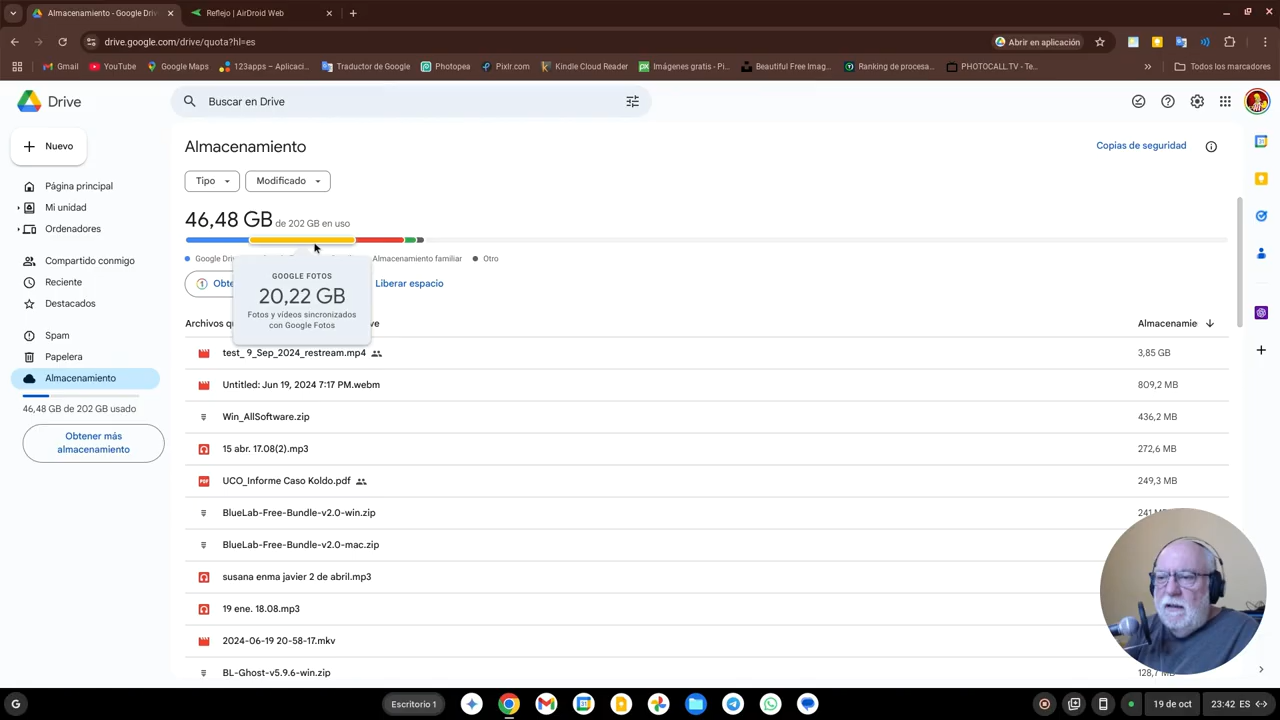 Almacenamiento - Google Driv
Reflejo | AirDroid Web
drive.google.com/drive/quota?hl=es
Abrir en aplicación
Gmail
YouTube
Google Maps
123apps – Aplicaci...
Traductor de Google
Photopea
Pixlr.com
Kindle Cloud Reader
Imágenes gratis - Pi...
Beautiful Free Imag...
Ranking de procesa...
PHOTOCALL.TV - Te...
Todos los marcadores
Drive
Buscar en Drive
Nuevo
Página principal
Mi unidad
Ordenadores
Compartido conmigo
Reciente
Destacados
Spam
Papelera
Almacenamiento
46,48 GB de 202 GB usado
Obtener más
almacenamiento
Almacenamiento
Copias de seguridad
Tipo
Modificado
46,48 GB de 202 GB en uso
Google Dri
Almacenamiento familiar
Otro
Obte
Liberar espacio
GOOGLE FOTOS
20,22 GB
Fotos y vídeos sincronizados
con Google Fotos
Archivos q
ve
Almacenamie
test_ 9_Sep_2024_restream.mp4
3,85 GB
Untitled: Jun 19, 2024 7:17 PM.webm
809,2 MB
Win_AllSoftware.zip
436,2 MB
15 abr. 17.08(2).mp3
272,6 MB
UCO_Informe Caso Koldo.pdf
249,3 MB
BlueLab-Free-Bundle-v2.0-win.zip
241
BlueLab-Free-Bundle-v2.0-mac.zip
susana enma javier 2 de abril.mp3
19 ene. 18.08.mp3
2024-06-19 20-58-17.mkv
BL-Ghost-v5.9.6-win.zip
128,7
Escritorio 1
19 de oct
23:42 ES